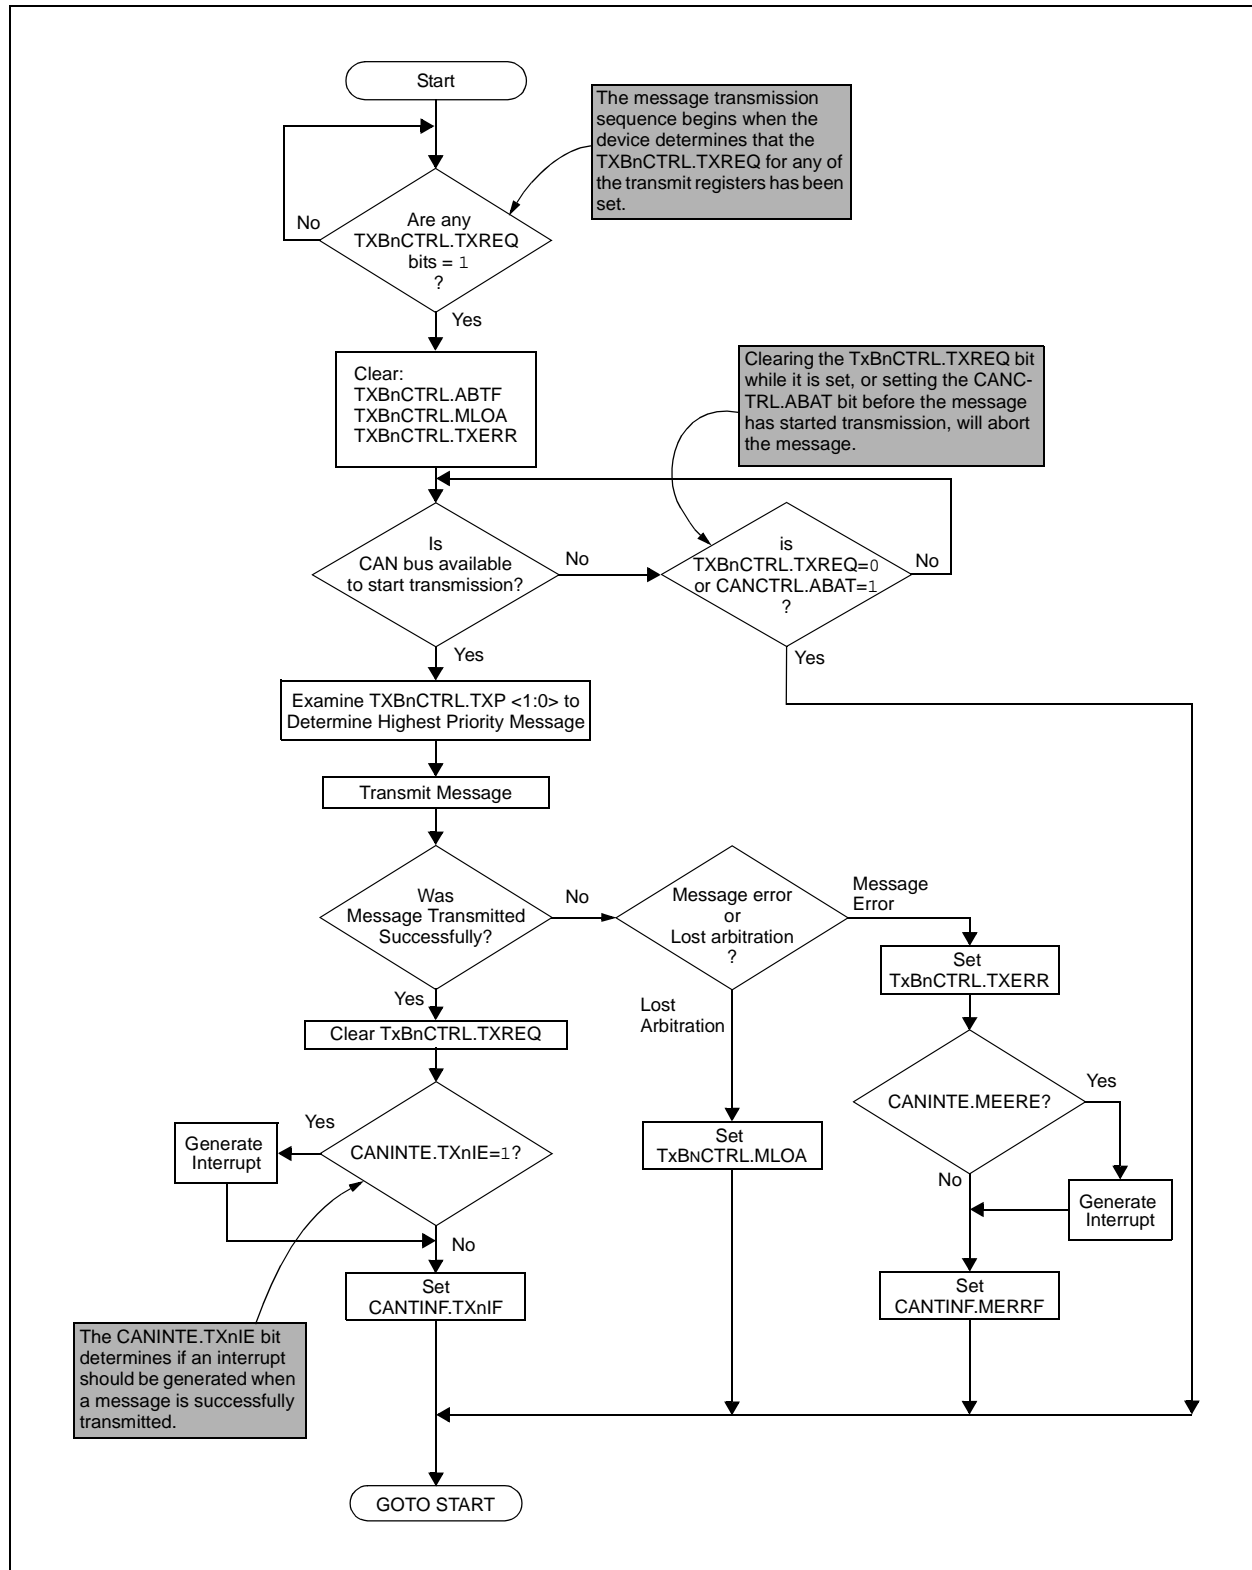 Start
The message transmission
sequence begins when the
device determines that the
TXBnCTRL.TXREQ for any of
the transmit registers has been
set.
No
Are any
TXBnCTRL.TXREQ
bits = 1
?
Yes
Clear:
TXBnCTRL.ABTF
TXBnCTRL.MLOA
TXBnCTRL.TXERR
Clearing the TxBnCTRL.TXREQ bit
while it is set, or setting the CANC-
TRL.ABAT bit before the message
has started transmission, will abort
the message.
Is
CAN bus available
to start transmission?
No
is
TXBnCTRL.TXREQ=0
or CANCTRL.ABAT=1
?
No
Yes
Yes
Examine TXBnCTRL.TXP <1:0> to
Determine Highest Priority Message
Transmit Message
Was
Message Transmitted
Successfully?
No
Message error
or
Lost arbitration
?
Message
Error
Set
TxBnCTRL.TXERR
Yes
Lost
Arbitration
Clear TxBnCTRL.TXREQ
CANINTE.MEERE?
Yes
Yes
Generate
Interrupt
CANINTE.TXnIE=1?
Set
TxBNCTRL.MLOA
No
Generate
Interrupt
No
Set
CANTINF.TXnIF
Set
CANTINF.MERRF
The CANINTE.TXnIE bit
determines if an interrupt
should be generated when
a message is successfully
transmitted.
GOTO START